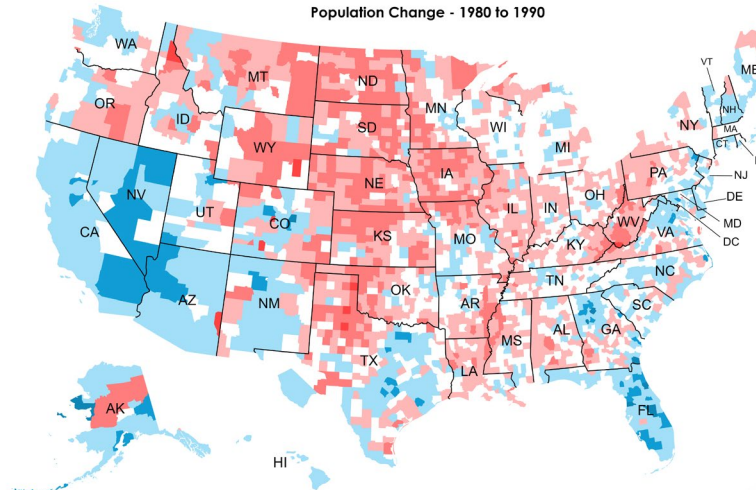 Population Change - 1980 to 1990
WA
MT
ND
MN
VT
ME
OR
ID
SD
WI
MI
NY
NH
MA
CT
WY
NE
IA
PA
NJ
NV
UT
CO
IL
IN
OH
DE
CA
KS
MO
KY
WV
VA
MD
DC
AZ
NM
OK
AR
TN
NC
SC
TX
LA
MS
AL
GA
AK
HI
FL